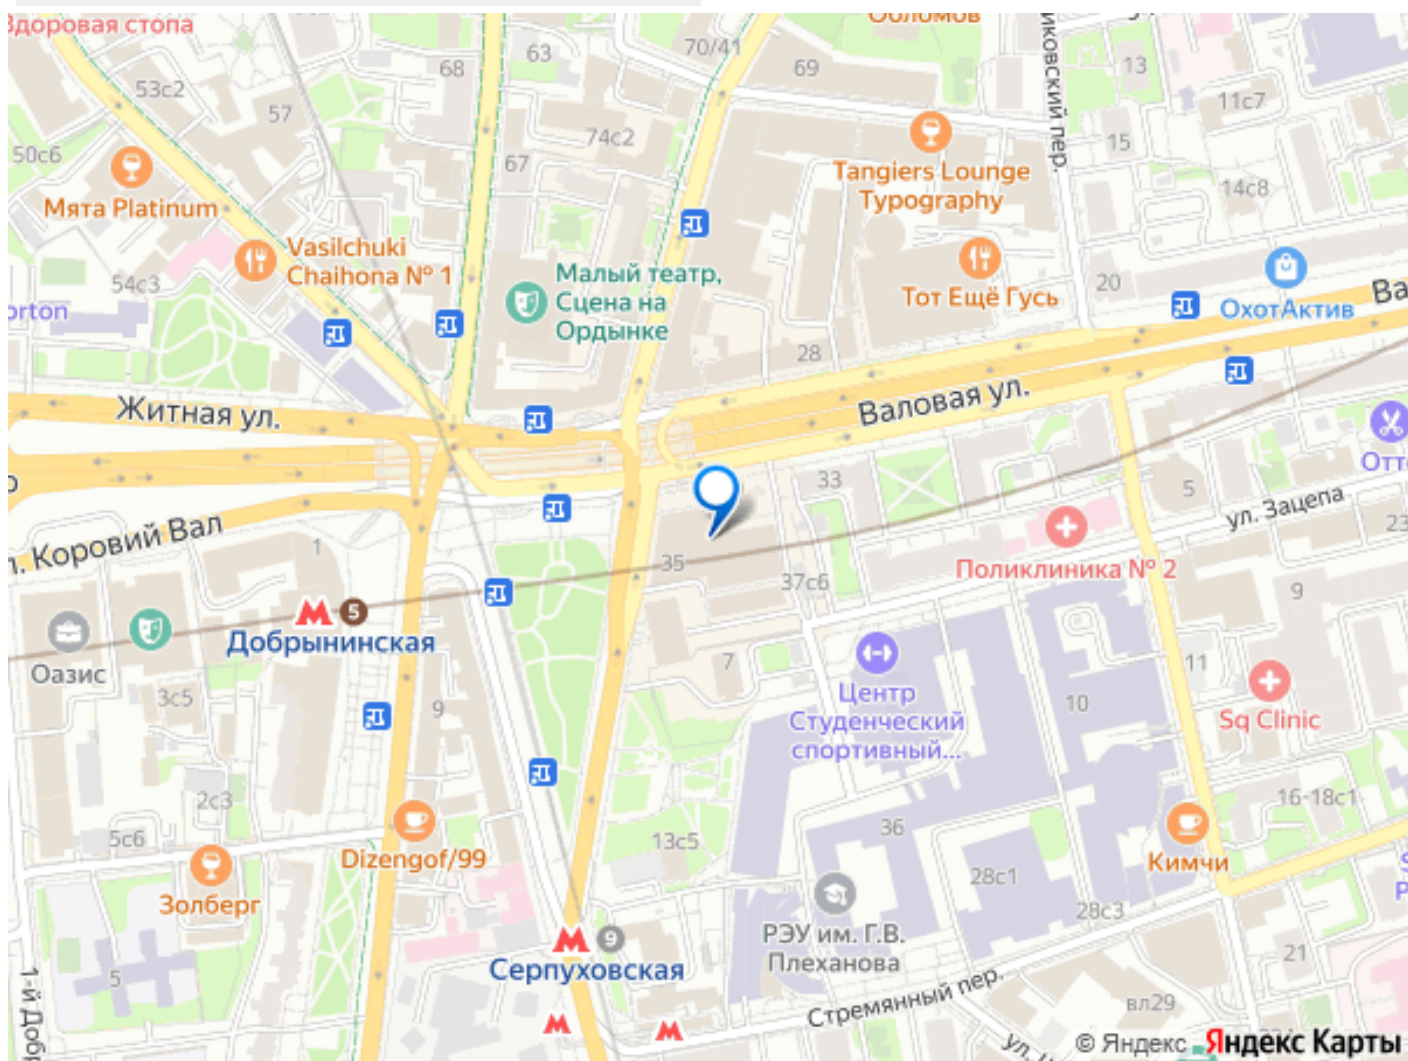 Здоровая стопа
Обломов
63
70/41
69
68
13
53с2
11с7
57
74с2
15
50с6
67
Tangiers Lounge
Typography
14с8
Мята Platinum
Vasilchuki
Chaihona № 1
Малый театр,
Сцена на
Ордынке
54с3
20
Тот Ещё Гусь
ОхотАктив
28
Житная ул.
Валовая ул.
33
5
ул. Зацепа
23
Коровий Вал
1
35
37с6
Поликлиника № 2
9
5
Добрынинская
Оазис
7
3с5
9
Центр
Студенческий
спортивный...
10
11
Sq Clinic
2с3
16-18с1
5с6
Dizengof/99
13с5
36
Кимчи
Золберг
28с1
28с3
9
Серпуховская
РЭУ им. Г.В.
Плеханова
21
5
Стремянный пер.
вл29
© Яндекс Яндекс Карты